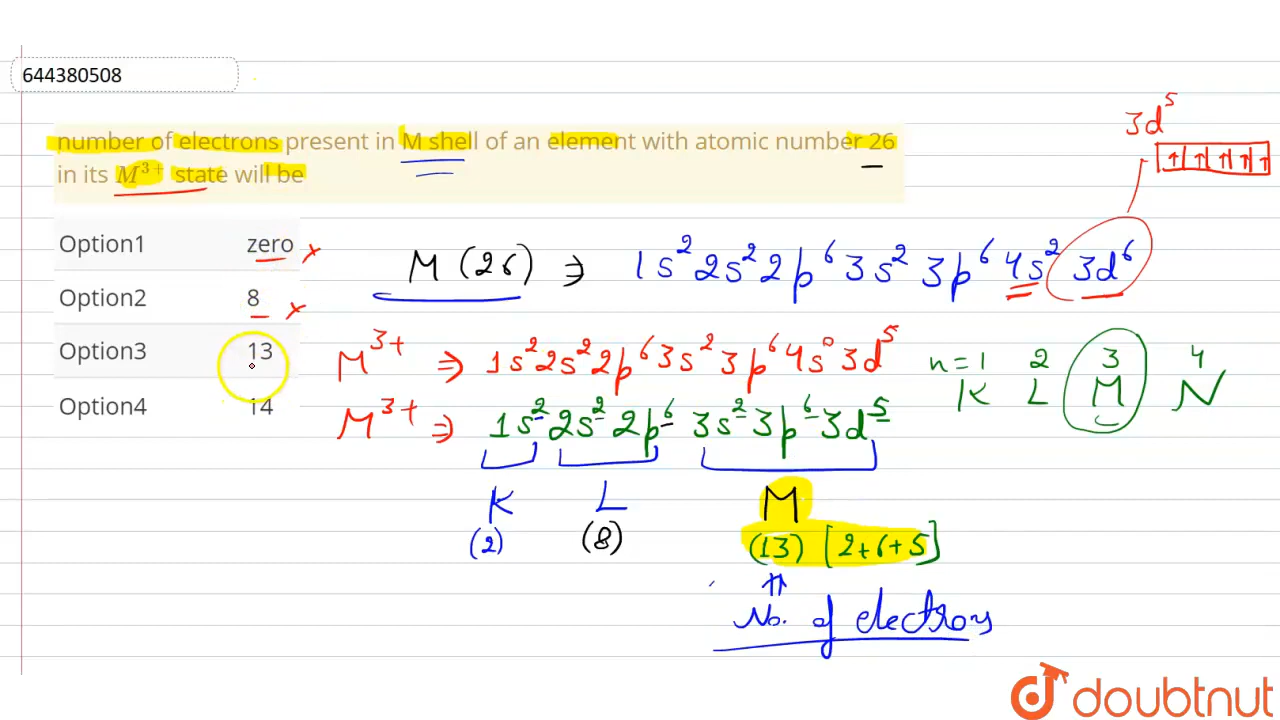 644380508
number of electrons present in M shell of an element with atomic number 26
in its M³⁺ state will be
3d⁵
Option1 zero ×
Option2 8 ×
Option3 13
Option4 14
M (26) ⇒ 1s² 2s² 2p⁶ 3s² 3p⁶ 4s² 3d⁶
M³⁺ ⇒ 1s² 2s² 2p⁶ 3s² 3p⁶ 4s⁰ 3d⁵
n=1 2 3 4
K L M N
M³⁺ ⇒ 1s² 2s² 2p⁶ 3s² 3p⁶ 3d⁵
K L M
(2) (8) (13) [2+6+5]
No. of electrons
doubtnut